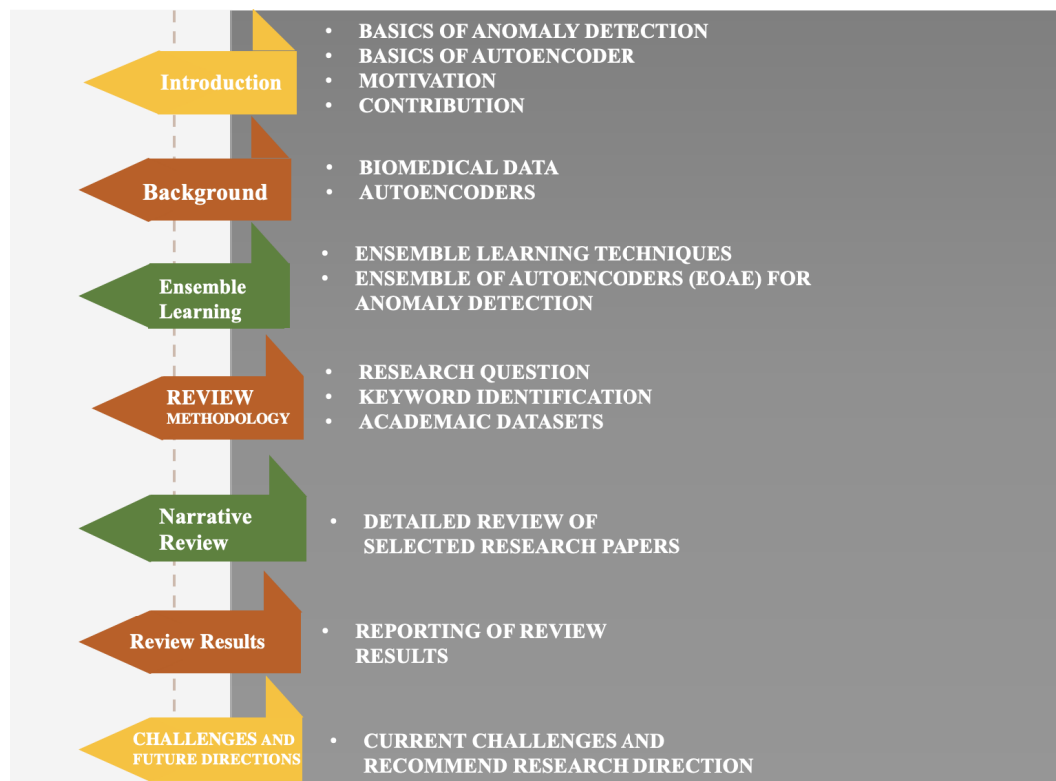 Introduction
• BASICS OF ANOMALY DETECTION
• BASICS OF AUTOENCODER
• MOTIVATION
• CONTRIBUTION
Background
• BIOMEDICAL DATA
• AUTOENCODERS
Ensemble
Learning
• ENSEMBLE LEARNING TECHNIQUES
• ENSEMBLE OF AUTOENCODERS (EOAE) FOR
ANOMALY DETECTION
REVIEW
METHODOLOGY
• RESEARCH QUESTION
• KEYWORD IDENTIFICATION
• ACADEMAIC DATASETS
Narrative
Review
• DETAILED REVIEW OF
SELECTED RESEARCH PAPERS
Review Results
• REPORTING OF REVIEW
RESULTS
CHALLENGES AND
FUTURE DIRECTIONS
• CURRENT CHALLENGES AND
RECOMMEND RESEARCH DIRECTION